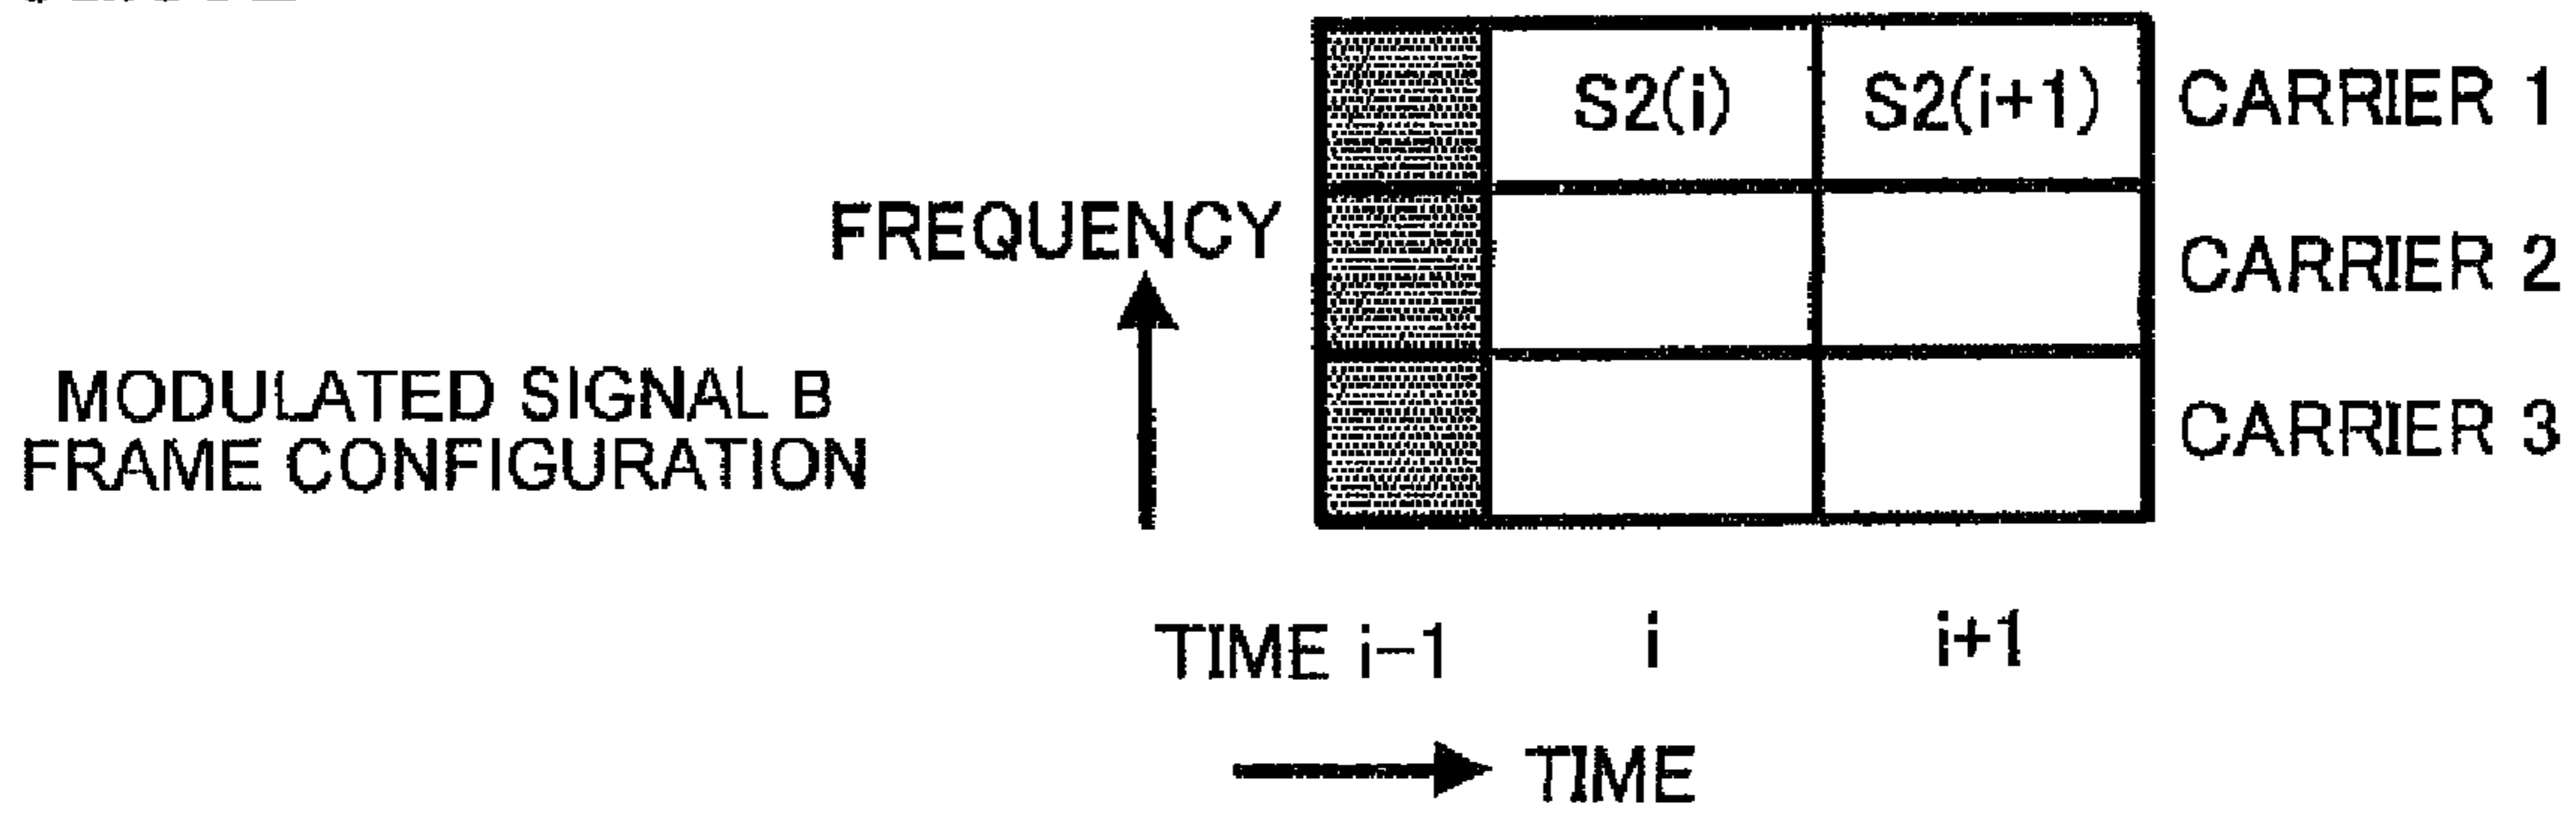 S2(i) S2(i+1) CARRIER 1
FREQUENCY CARRIER 2
MODULATED SIGNAL B
FRAME CONFIGURATION
CARRIER 3
TIME i-1 i i+1
TIME